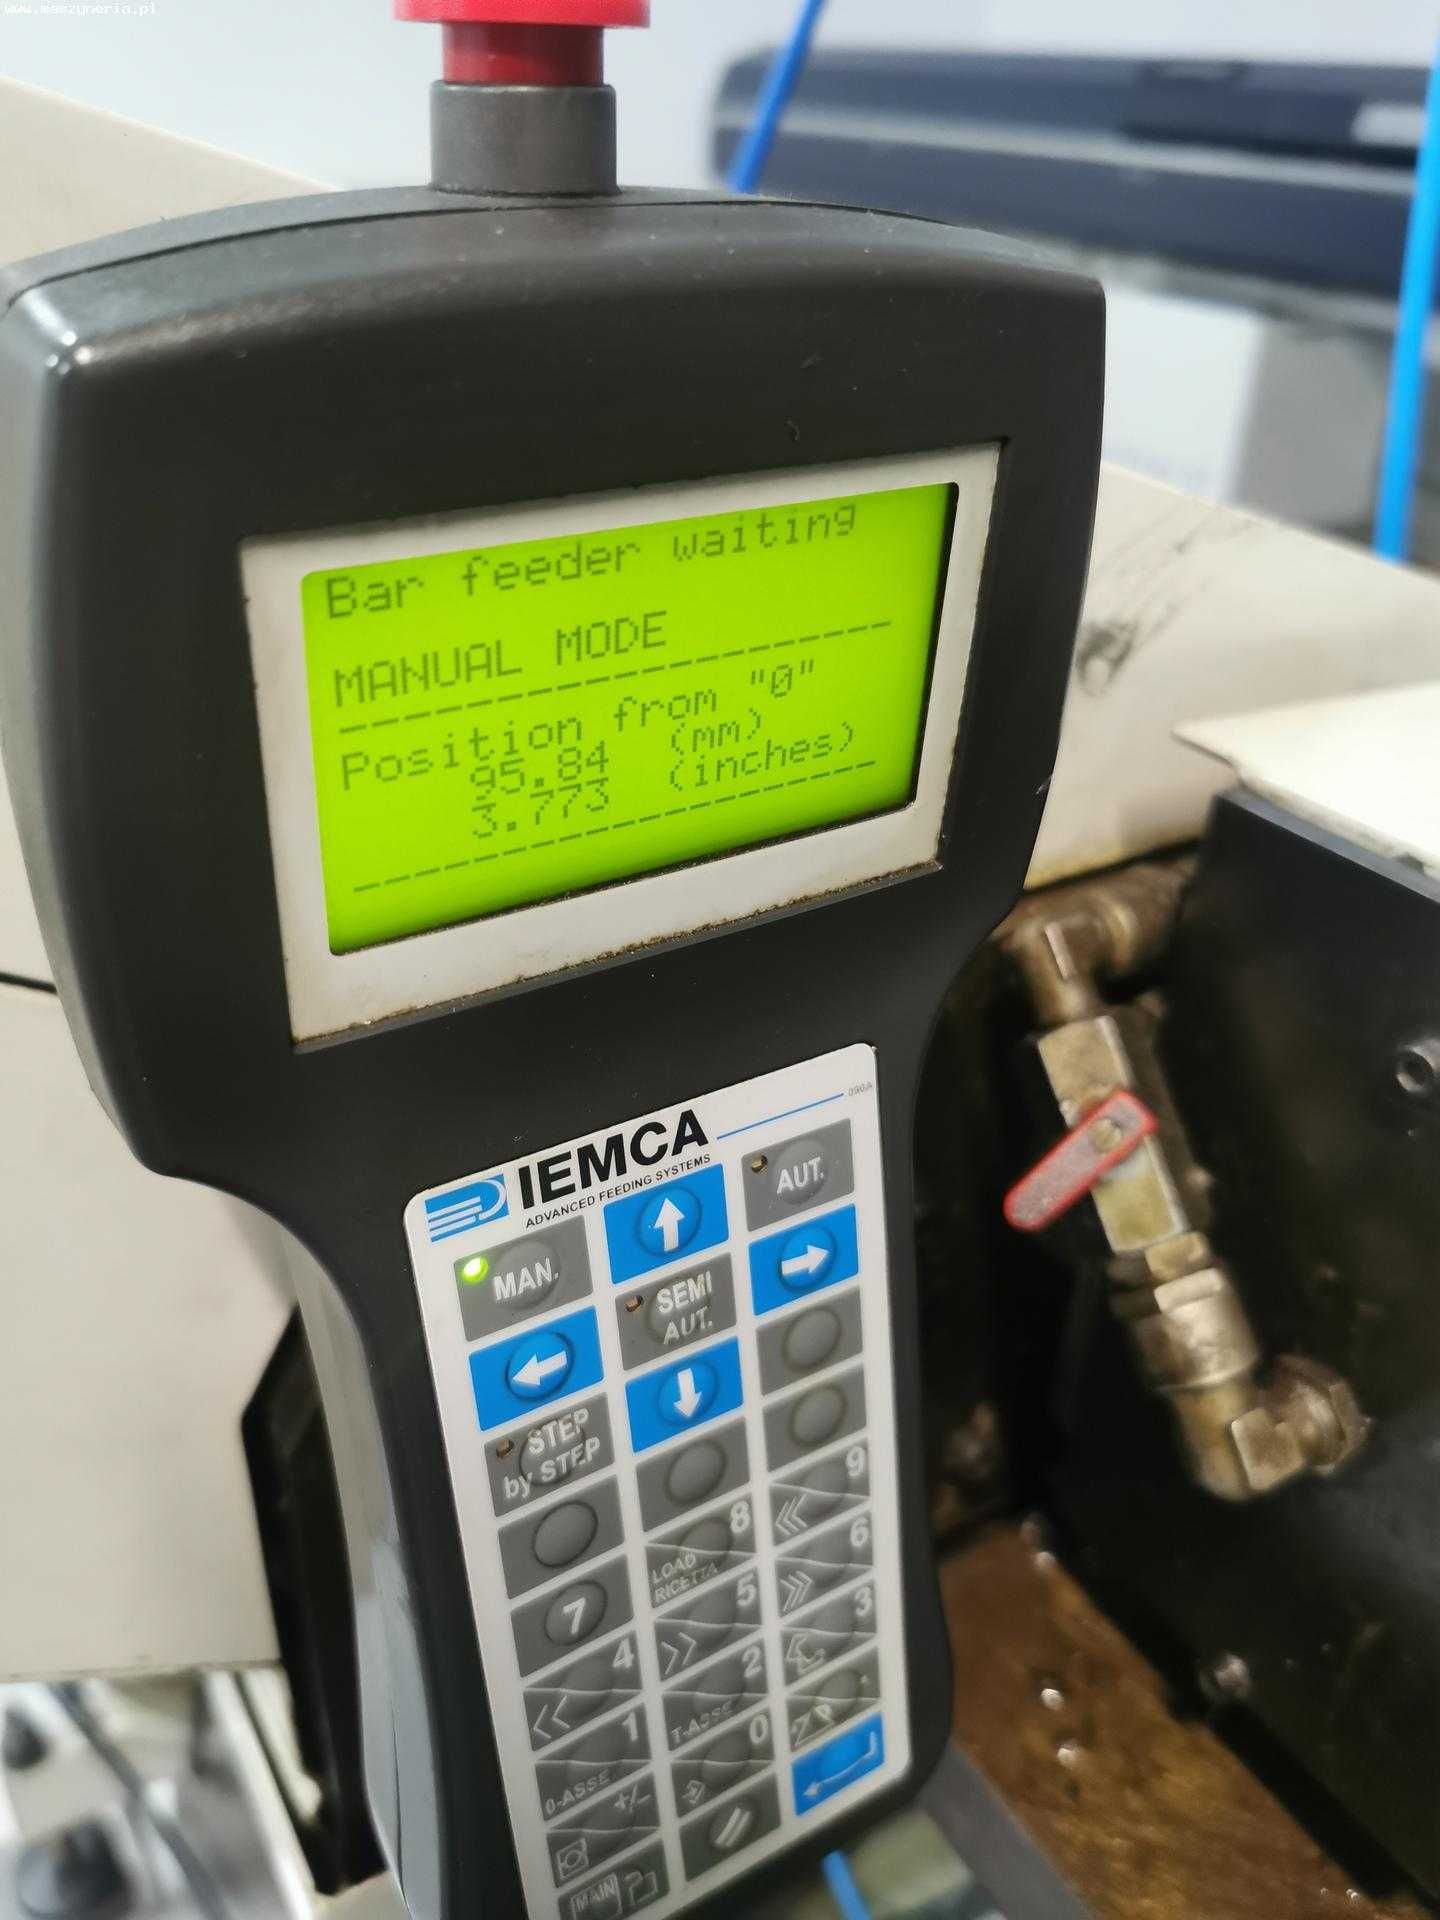 www.maszyneria.pl
Bar feeder waiting
MANUAL MODE
Position from "0"
95.84 (mm)
3.773 (inches)
090A
IEMCA
ADVANCED FEEDING SYSTEMS
MAN.
AUT.
SEMI
AUT.
STEP
by STEP
7
8
LOAD
RICETTA
9
4
5
6
1
0-ASSE
2
T-ASSE
3
+/-
0
.
MAIN